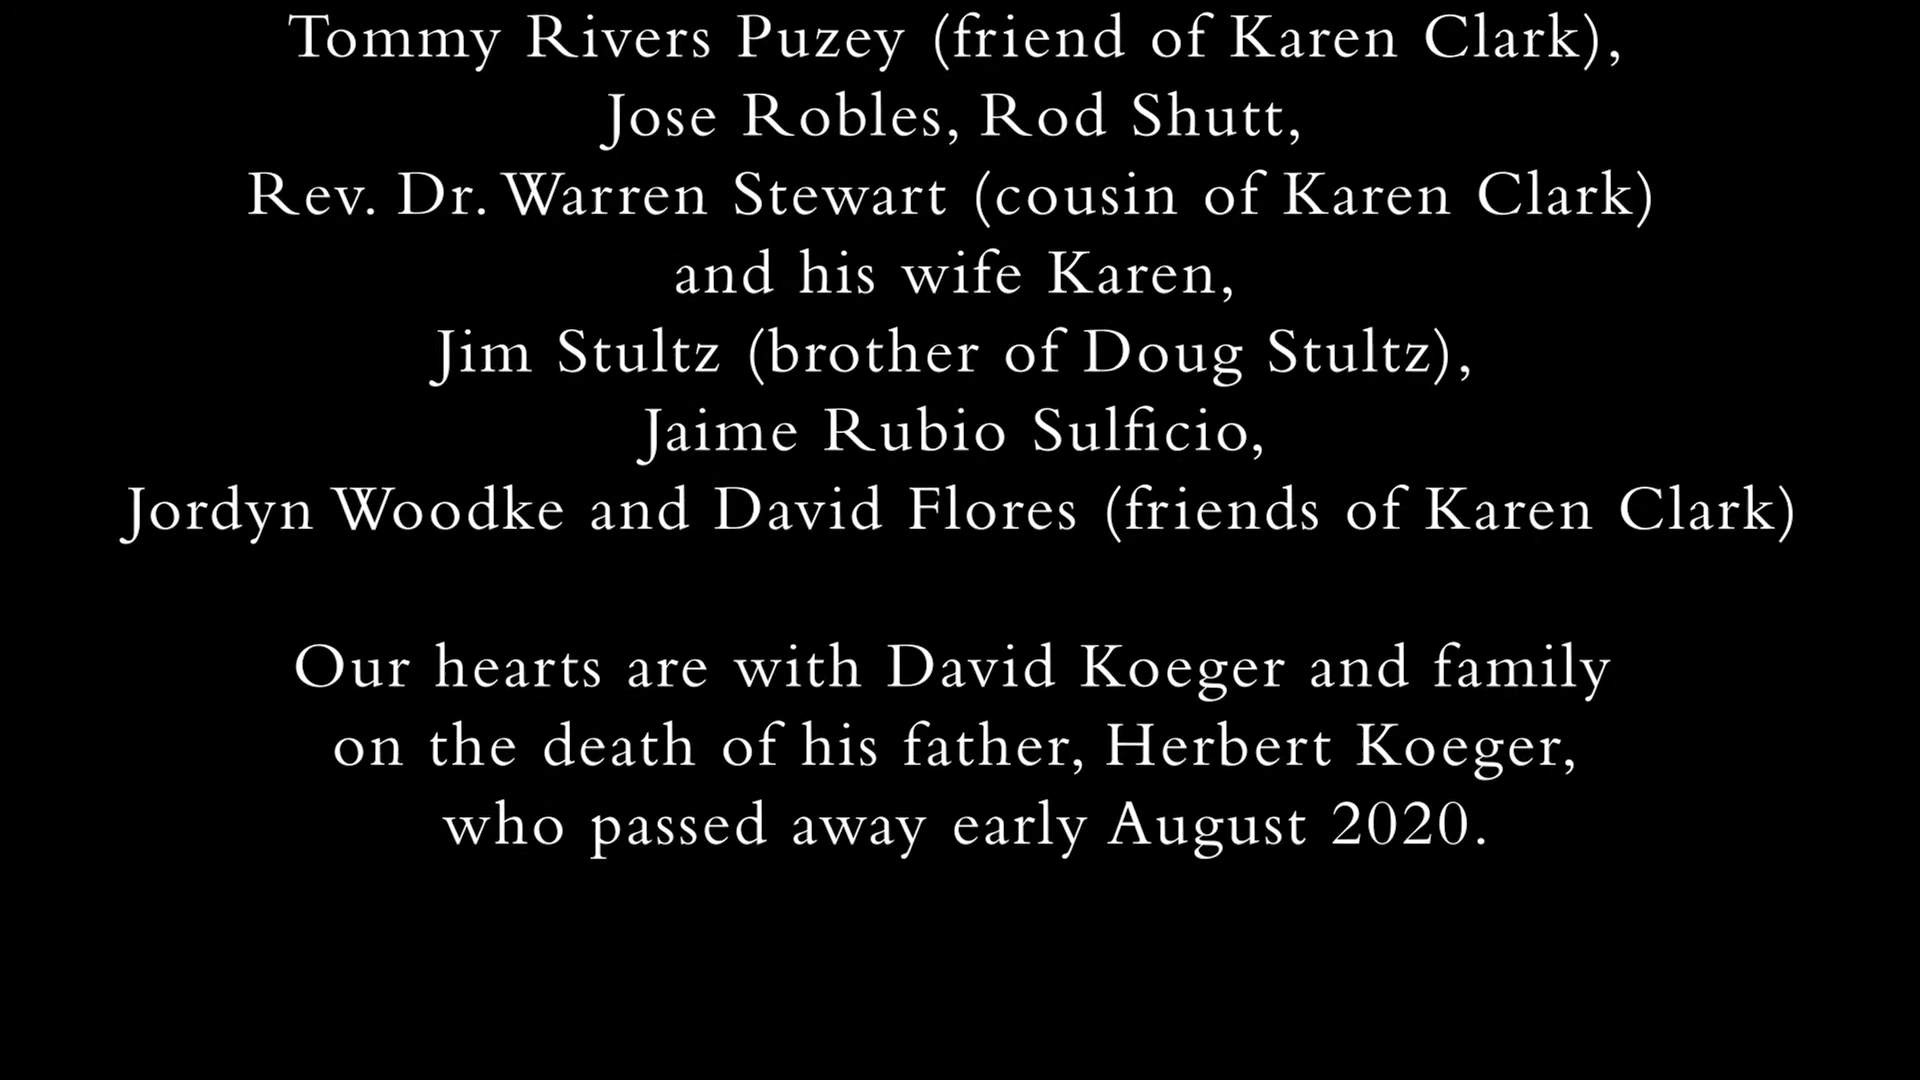 Tommy Rivers Puzey (friend of Karen Clark),
Jose Robles, Rod Shutt,
Rev. Dr. Warren Stewart (cousin of Karen Clark)
and his wife Karen,
Jim Stultz (brother of Doug Stultz),
Jaime Rubio Sulficio,
Jordyn Woodke and David Flores (friends of Karen Clark)
Our hearts are with David Koeger and family
on the death of his father, Herbert Koeger,
who passed away early August 2020.